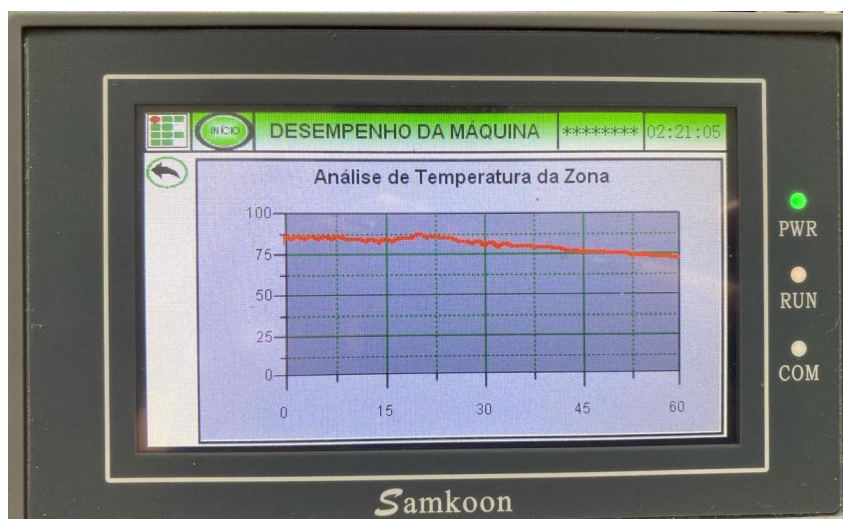 INÍCIO DESEMPENHO DA MÁQUINA ******** 02:21:05
Análise de Temperatura da Zona
100
75
50
25
0
0 15 30 45 60
PWR
RUN
COM
Samkoon